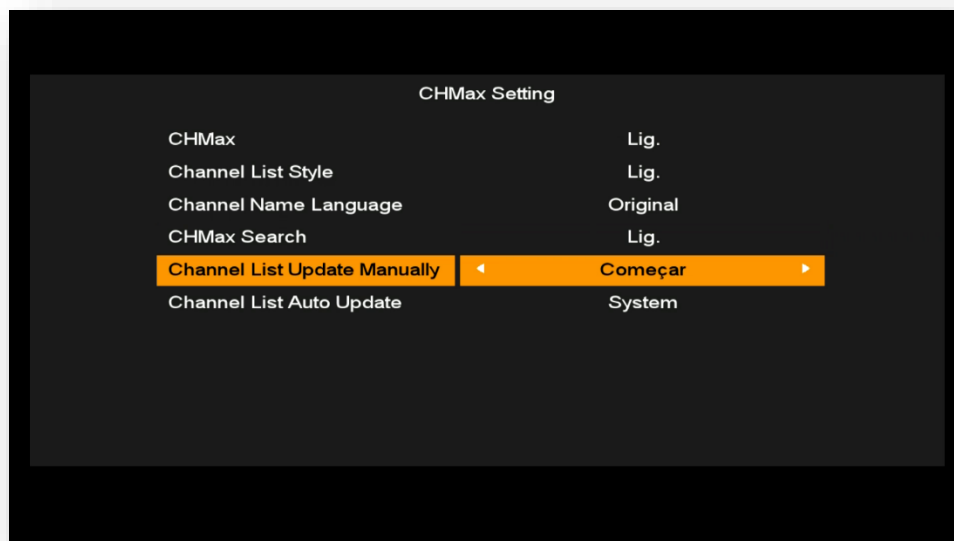 CHMax Setting
CHMax Lig.
Channel List Style Lig.
Channel Name Language Original
CHMax Search Lig.
Channel List Update Manually Começar
Channel List Auto Update System